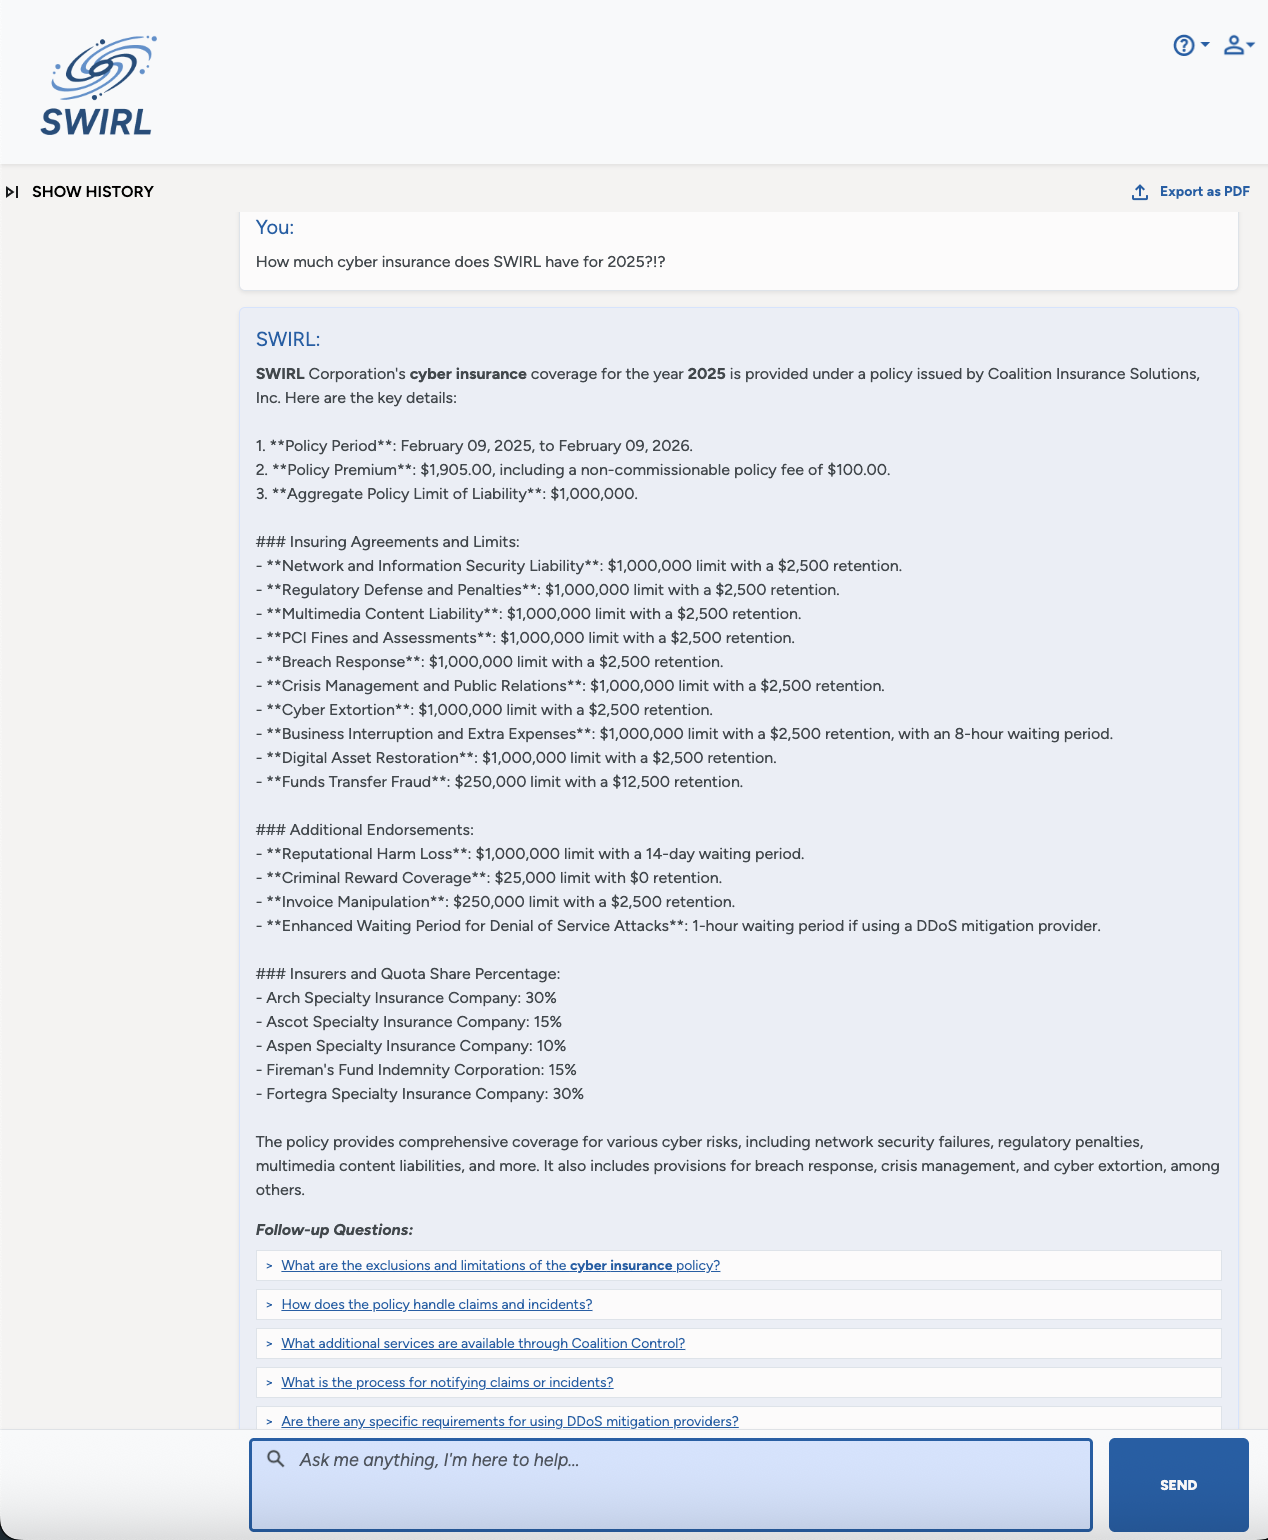 SWIRL
SHOW HISTORY
Export as PDF
You:
How much cyber insurance does SWIRL have for 2025?!?
SWIRL:
SWIRL Corporation's cyber insurance coverage for the year 2025 is provided under a policy issued by Coalition Insurance Solutions,
Inc. Here are the key details:
1. **Policy Period**: February 09, 2025, to February 09, 2026.
2. **Policy Premium**: $1,905.00, including a non-commissionable policy fee of $100.00.
3. **Aggregate Policy Limit of Liability**: $1,000,000.
### Insuring Agreements and Limits:
- **Network and Information Security Liability**: $1,000,000 limit with a $2,500 retention.
- **Regulatory Defense and Penalties**: $1,000,000 limit with a $2,500 retention.
- **Multimedia Content Liability**: $1,000,000 limit with a $2,500 retention.
- **PCI Fines and Assessments**: $1,000,000 limit with a $2,500 retention.
- **Breach Response**: $1,000,000 limit with a $2,500 retention.
- **Crisis Management and Public Relations**: $1,000,000 limit with a $2,500 retention.
- **Cyber Extortion**: $1,000,000 limit with a $2,500 retention.
- **Business Interruption and Extra Expenses**: $1,000,000 limit with a $2,500 retention, with an 8-hour waiting period.
- **Digital Asset Restoration**: $1,000,000 limit with a $2,500 retention.
- **Funds Transfer Fraud**: $250,000 limit with a $12,500 retention.
### Additional Endorsements:
- **Reputational Harm Loss**: $1,000,000 limit with a 14-day waiting period.
- **Criminal Reward Coverage**: $25,000 limit with $0 retention.
- **Invoice Manipulation**: $250,000 limit with a $2,500 retention.
- **Enhanced Waiting Period for Denial of Service Attacks**: 1-hour waiting period if using a DDoS mitigation provider.
### Insurers and Quota Share Percentage:
- Arch Specialty Insurance Company: 30%
- Ascot Specialty Insurance Company: 15%
- Aspen Specialty Insurance Company: 10%
- Fireman's Fund Indemnity Corporation: 15%
- Fortegra Specialty Insurance Company: 30%
The policy provides comprehensive coverage for various cyber risks, including network security failures, regulatory penalties,
multimedia content liabilities, and more. It also includes provisions for breach response, crisis management, and cyber extortion, among
others.
Follow-up Questions:
> What are the exclusions and limitations of the cyber insurance policy?
> How does the policy handle claims and incidents?
> What additional services are available through Coalition Control?
> What is the process for notifying claims or incidents?
> Are there any specific requirements for using DDoS mitigation providers?
Ask me anything, I'm here to help...
SEND